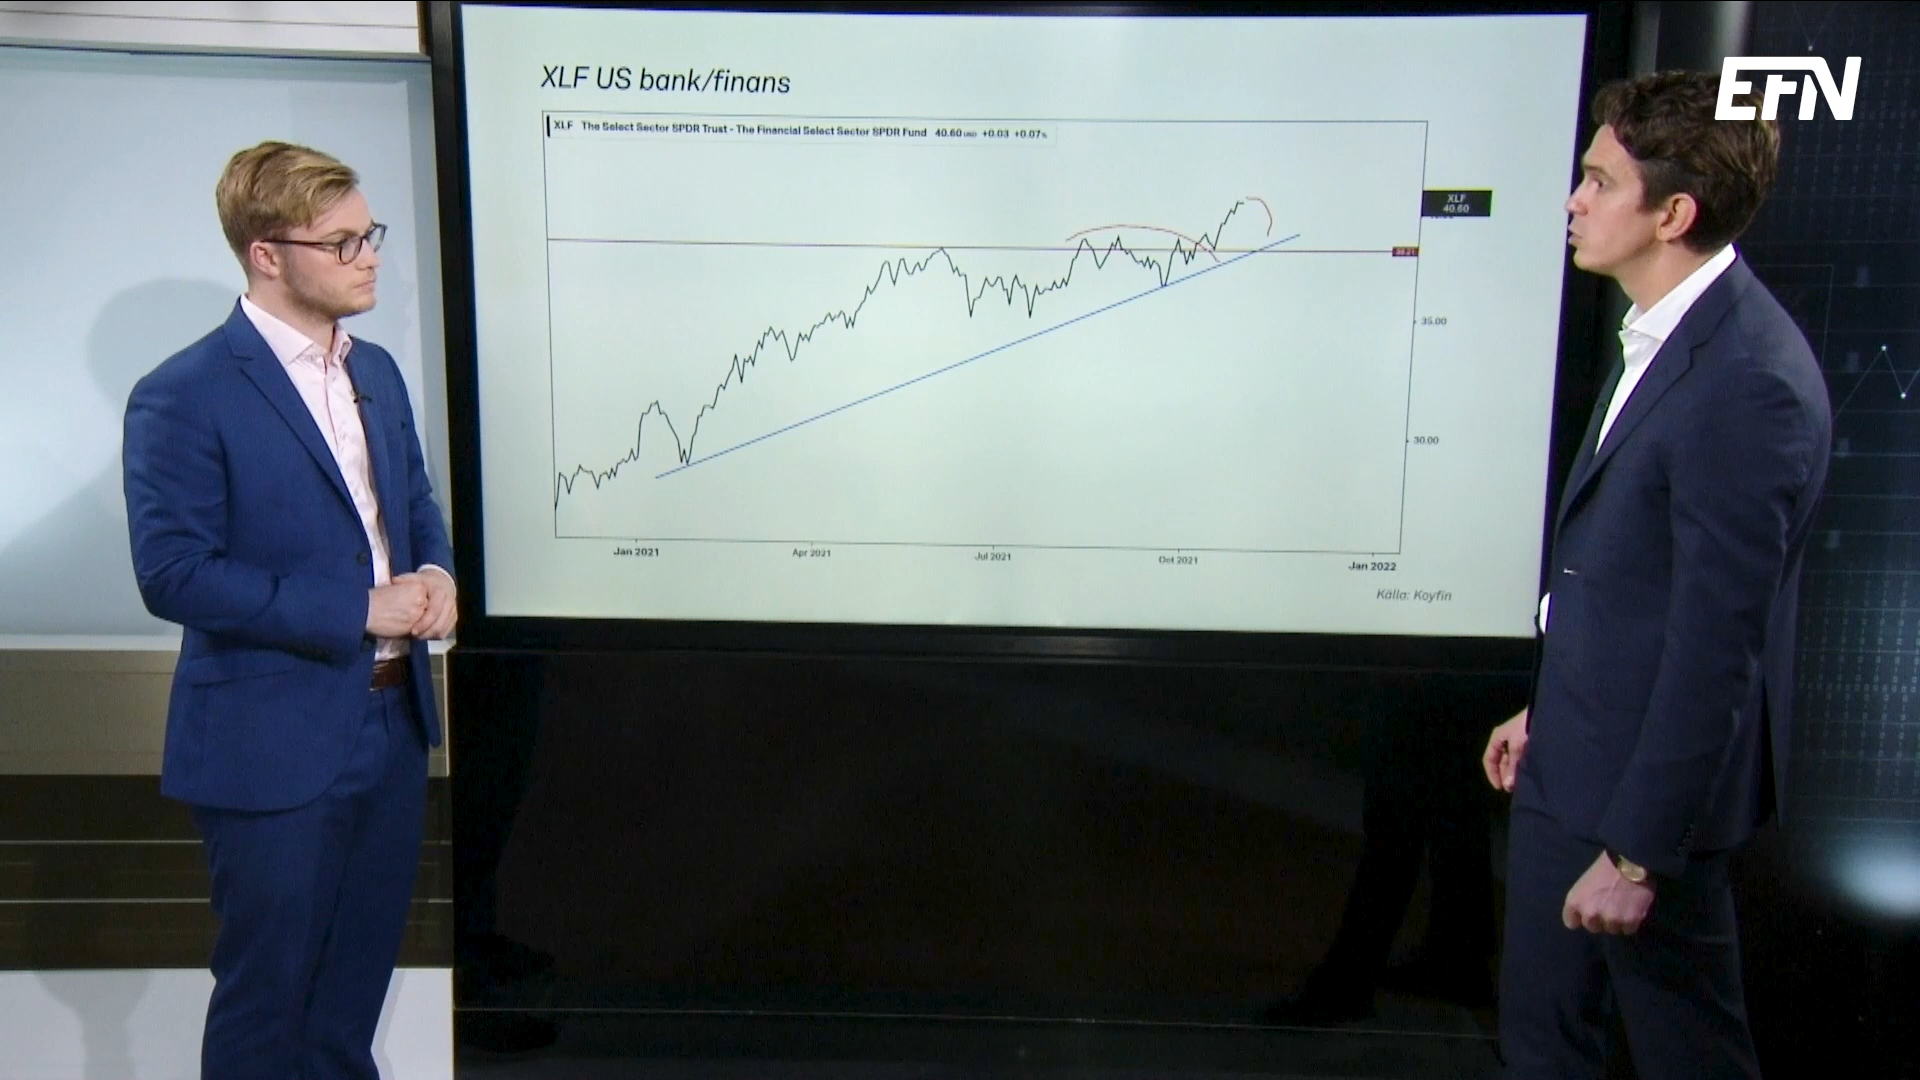 EFN
XLF US bank/finans
XLF The Select Sector SPDR Trust - The Financial Select Sector SPDR Fund 40.60 USD +0.03 +0.07%
XLF
40.60
35.00
30.00
Jan 2021
Apr 2021
Jul 2021
Oct 2021
Jan 2022
Källa: Koyfin